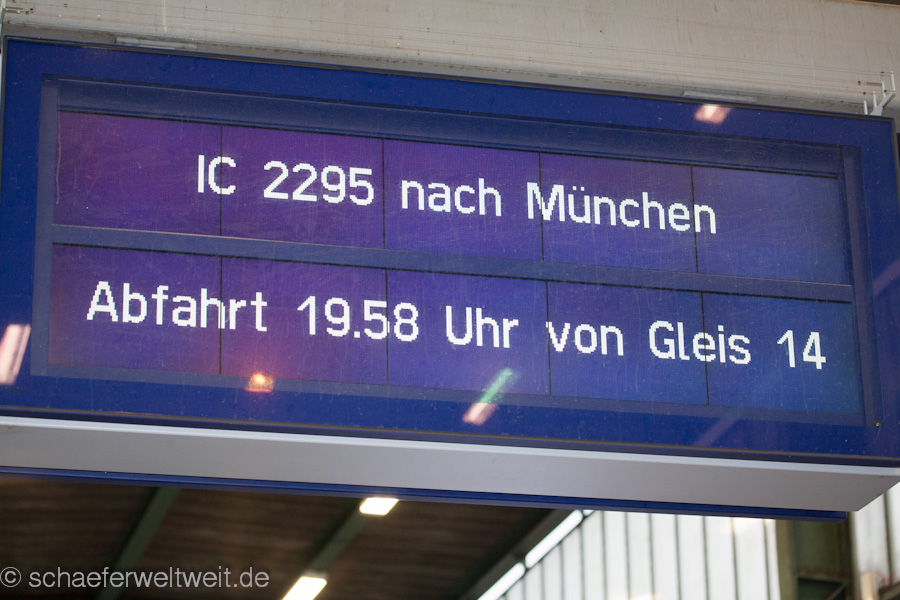 IC 2295 nach München
Abfahrt 19.58 Uhr von Gleis 14
© schaeferweltweit.de